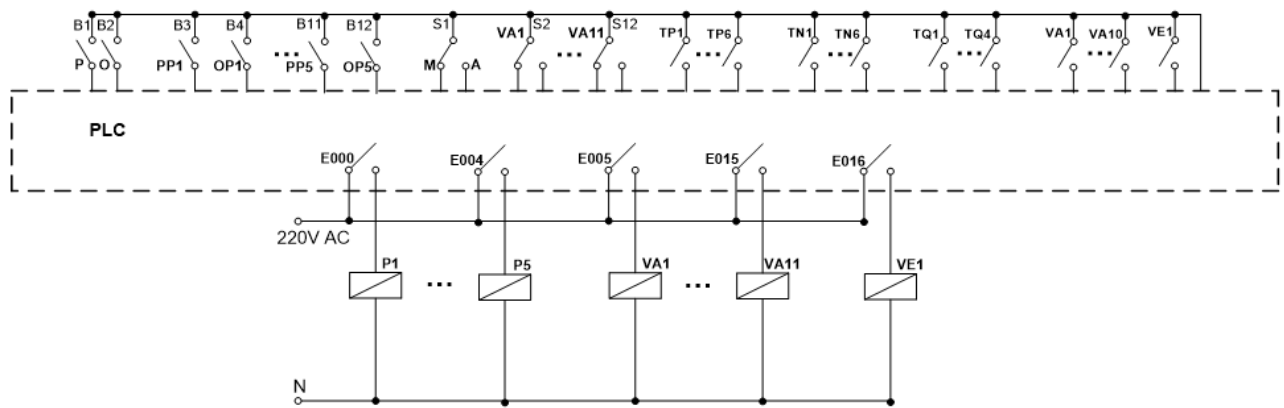 B1 B2 B3 B4 B11 B12 S1 VA1 S2 VA11 S12 TP1 TP6 TN1 TN6 TQ1 TQ4 VA1 VA10 VE1
P O PP1 OP1 ... PP5 OP5 M A ... ... ... ... ...
PLC
E000 E004 E005 E015 E016
220V AC
P1 ... P5 VA1 ... VA11 VE1
N